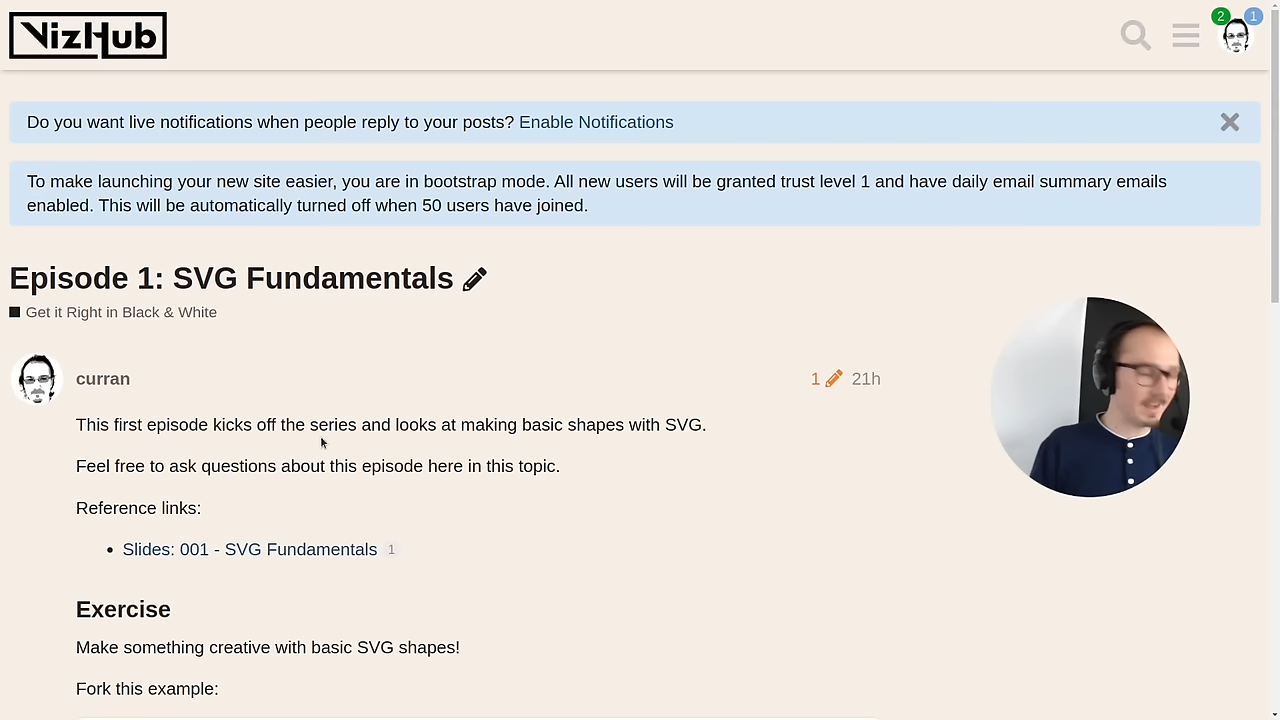 VizHub
2
1
Do you want live notifications when people reply to your posts? Enable Notifications
To make launching your new site easier, you are in bootstrap mode. All new users will be granted trust level 1 and have daily email summary emails
enabled. This will be automatically turned off when 50 users have joined.
Episode 1: SVG Fundamentals
Get it Right in Black & White
curran
1
21h
This first episode kicks off the series and looks at making basic shapes with SVG.
Feel free to ask questions about this episode here in this topic.
Reference links:
Slides: 001 - SVG Fundamentals 1
Exercise
Make something creative with basic SVG shapes!
Fork this example: